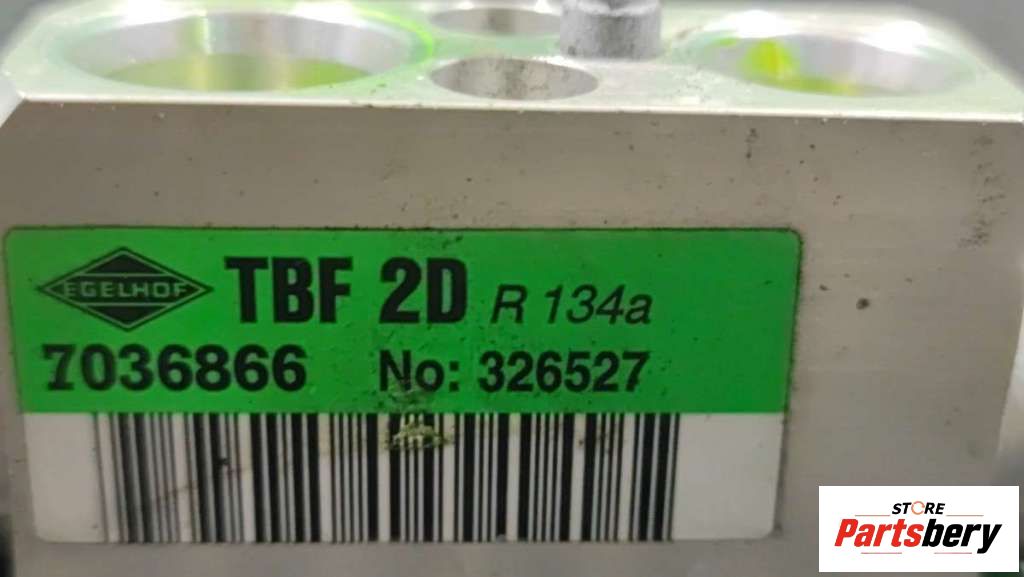 EGELHOF TBF 2D R 134a
7036866 No: 326527
STORE
Partsbery